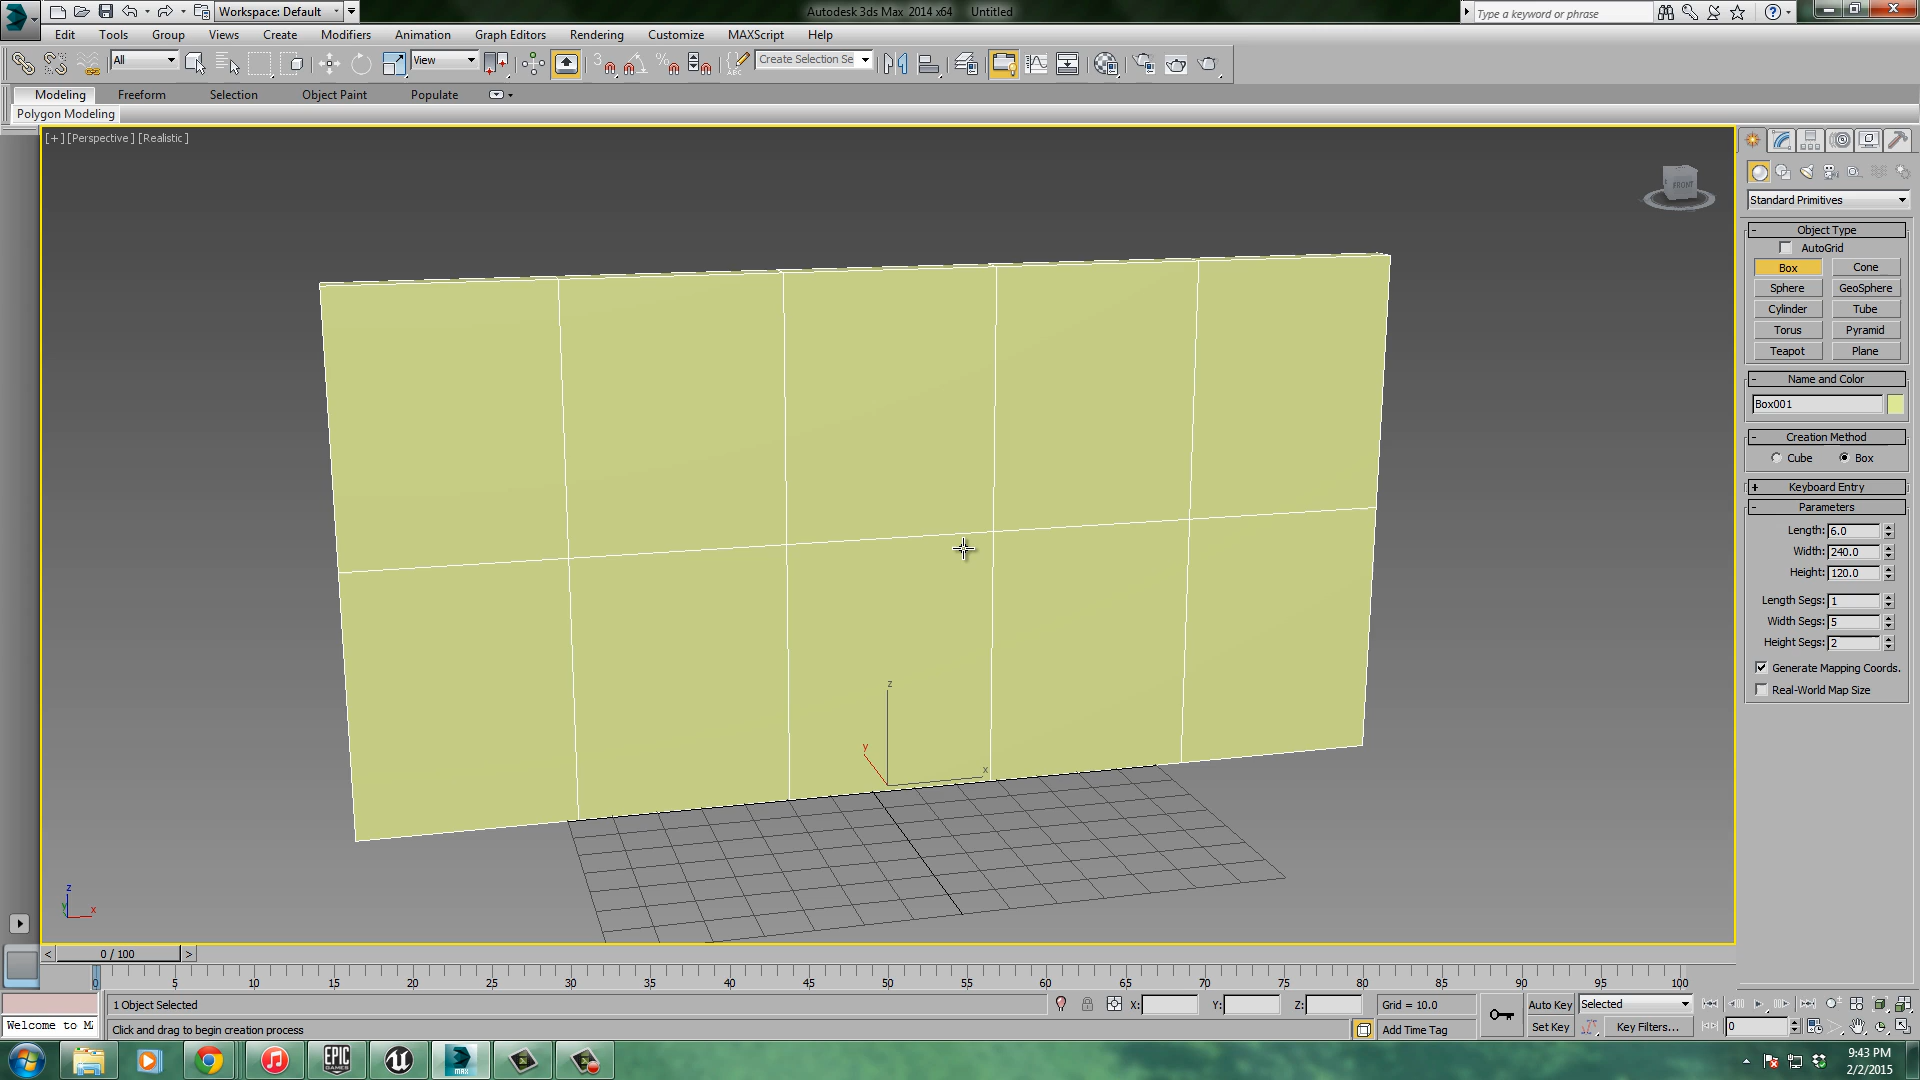 Workspace: Default
Autodesk 3ds Max 2014 x64 Untitled
Type a keyword or phrase
Edit Tools Group Views Create Modifiers Animation Graph Editors Rendering Customize MAXScript Help
All
View
3
Create Selection Se
Modeling Freeform Selection Object Paint Populate
Polygon Modeling
[+] [Perspective] [Realistic]
FRONT
Standard Primitives
- Object Type
AutoGrid
Box Cone
Sphere GeoSphere
Cylinder Tube
Torus Pyramid
Teapot Plane
- Name and Color
Box001
- Creation Method
Cube Box
+ Keyboard Entry
- Parameters
Length: 6.0
Width: 240.0
Height: 120.0
Length Segs: 1
Width Segs: 5
Height Segs: 2
Generate Mapping Coords.
Real-World Map Size
z
y
x
z
y
x
< 0 / 100 >
0 5 10 15 20 25 30 35 40 45 50 55 60 65 70 75 80 85 90 95 100
1 Object Selected
X: Y: Z:
Grid = 10.0
Auto Key
Selected
Welcome to M
Click and drag to begin creation process
Add Time Tag
Set Key
Key Filters...
0
EPIC
GAMES
MAX
9:43 PM
2/2/2015